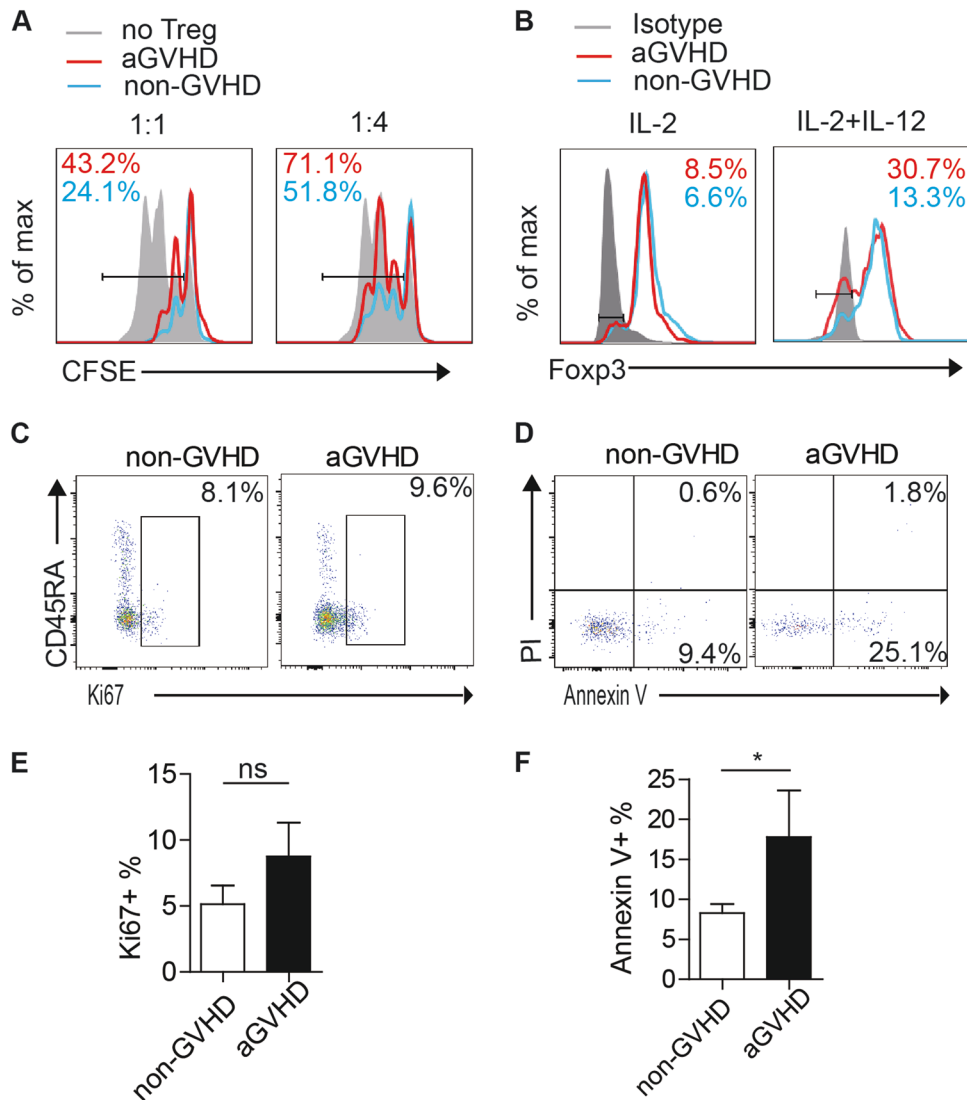 A
no Treg
aGVHD
non-GVHD
1:1
1:4
43.2%
24.1%
71.1%
51.8%
% of max
CFSE
B
Isotype
aGVHD
non-GVHD
IL-2
IL-2+IL-12
8.5%
6.6%
30.7%
13.3%
% of max
Foxp3
C
non-GVHD
aGVHD
8.1%
9.6%
CD45RA
Ki67
D
non-GVHD
aGVHD
0.6%
1.8%
9.4%
25.1%
PI
Annexin V
E
ns
15
10
5
0
Ki67+ %
non-GVHD
aGVHD
F
*
25
20
15
10
5
0
Annexin V+ %
non-GVHD
aGVHD